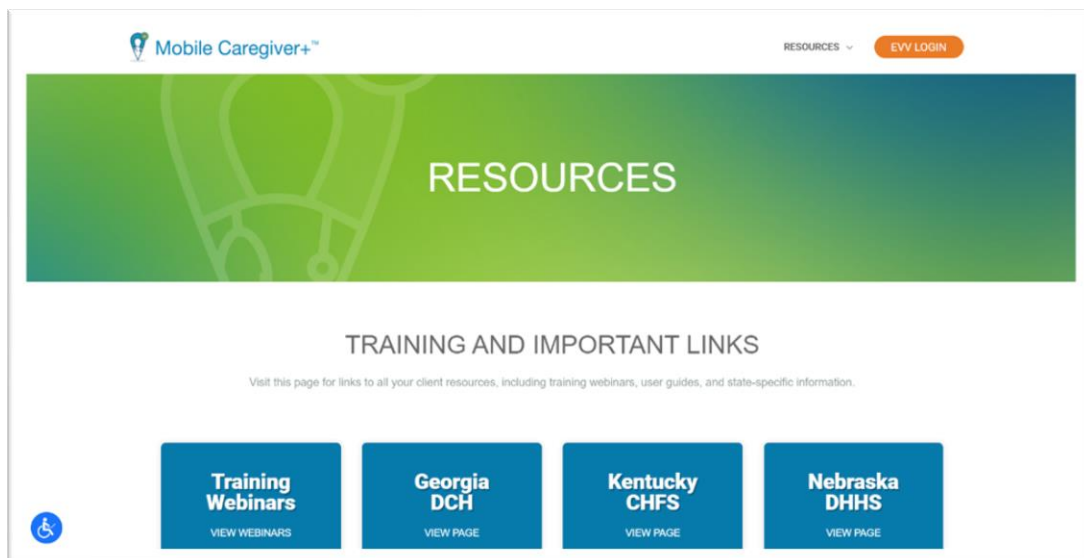 Mobile Caregiver+™
RESOURCES
EVV LOGIN
RESOURCES
TRAINING AND IMPORTANT LINKS
Visit this page for links to all your client resources, including training webinars, user guides, and state-specific information.
Training
Webinars
VIEW WEBINARS
Georgia
DCH
VIEW PAGE
Kentucky
CHFS
VIEW PAGE
Nebraska
DHHS
VIEW PAGE